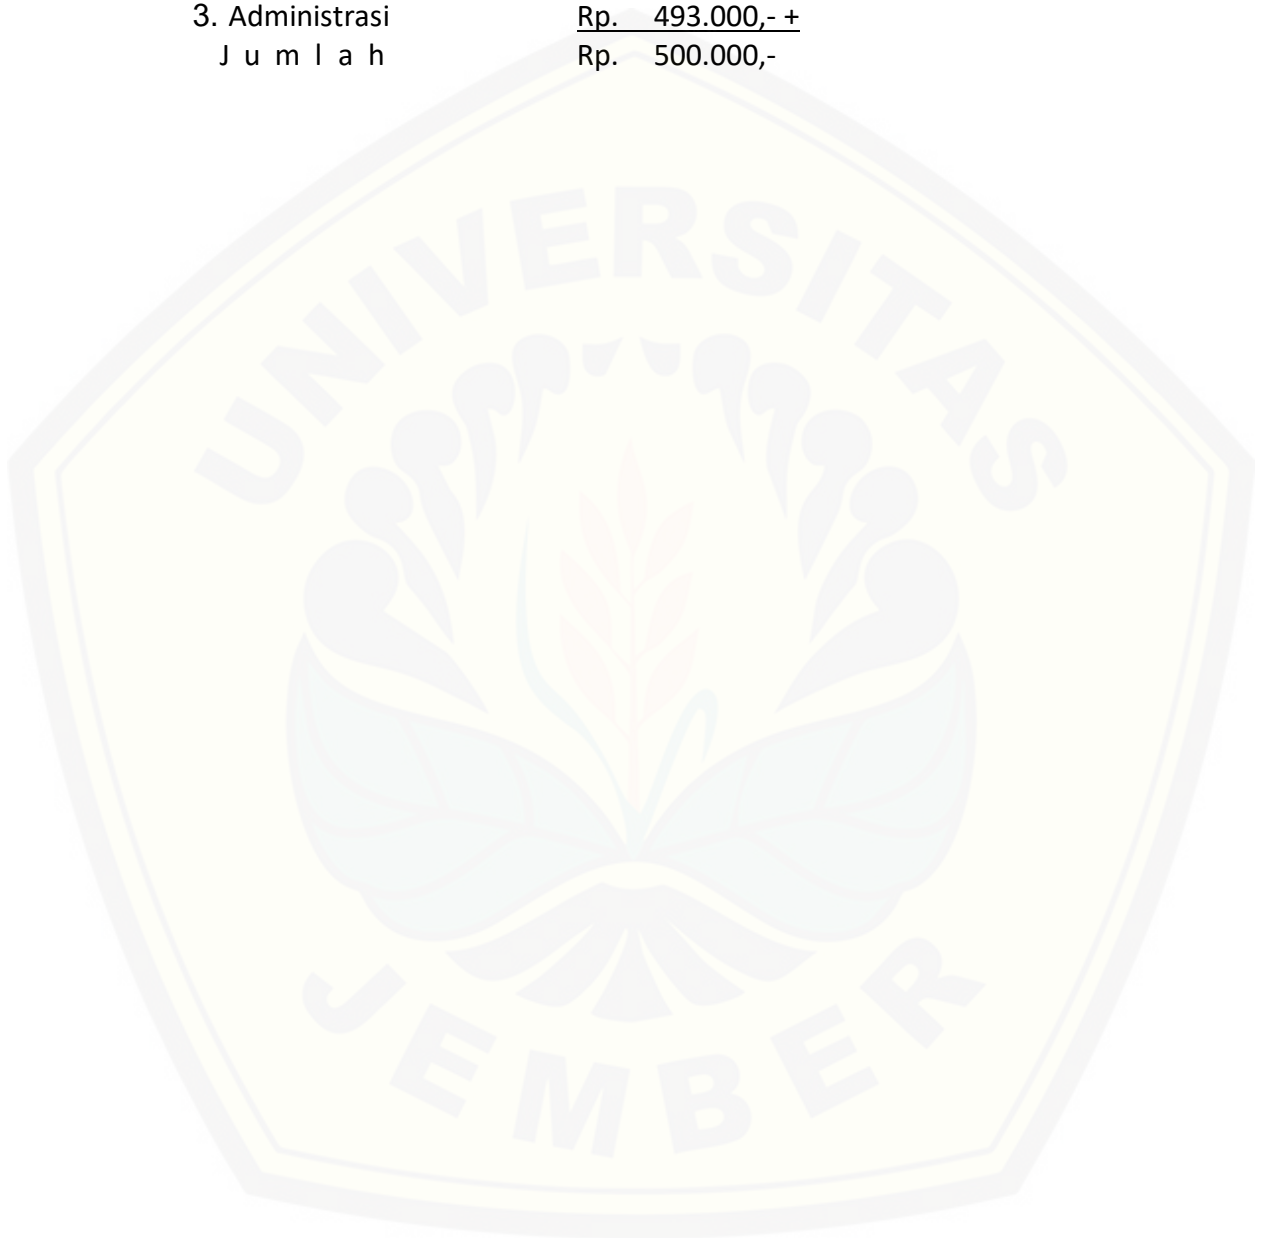 3. Administrasi Rp. 493.000,- +
J u m l a h Rp. 500.000,-
UNIVERSITAS
JEMBER